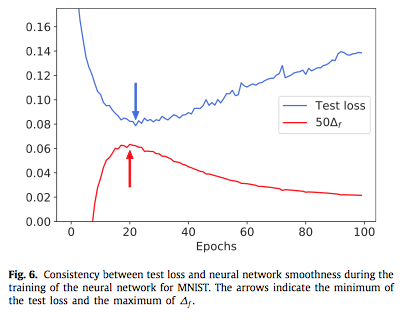 0.16
0.14
0.12
0.10
0.08
0.06
0.04
0.02
0.00
Test loss
50Δf
0 20 40 60 80 100
Epochs
Fig. 6. Consistency between test loss and neural network smoothness during the
training of the neural network for MNIST. The arrows indicate the minimum of
the test loss and the maximum of Δf.